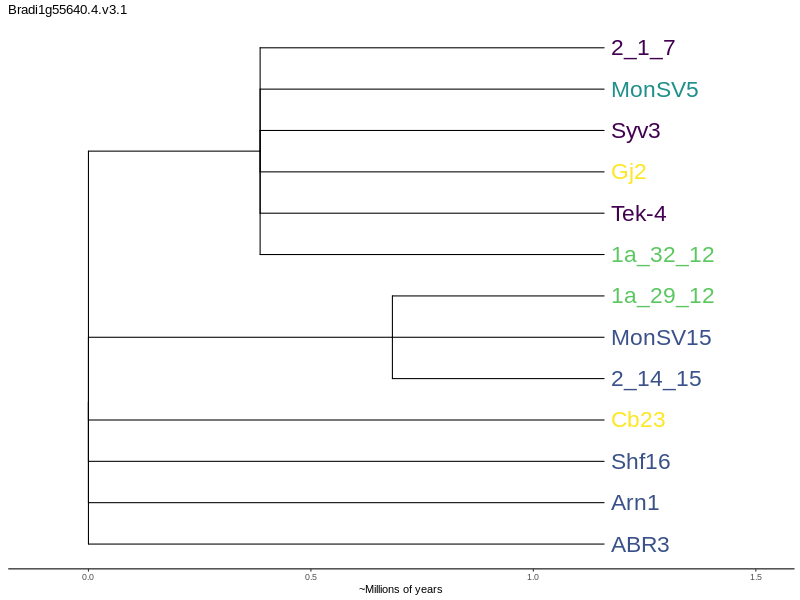 Bradi1g55640.4.v3.1
2_1_7
MonSV5
Syv3
Gj2
Tek-4
1a_32_12
1a_29_12
MonSV15
2_14_15
Cb23
Shf16
Arn1
ABR3
0.0 0.5 1.0 1.5
~Millions of years